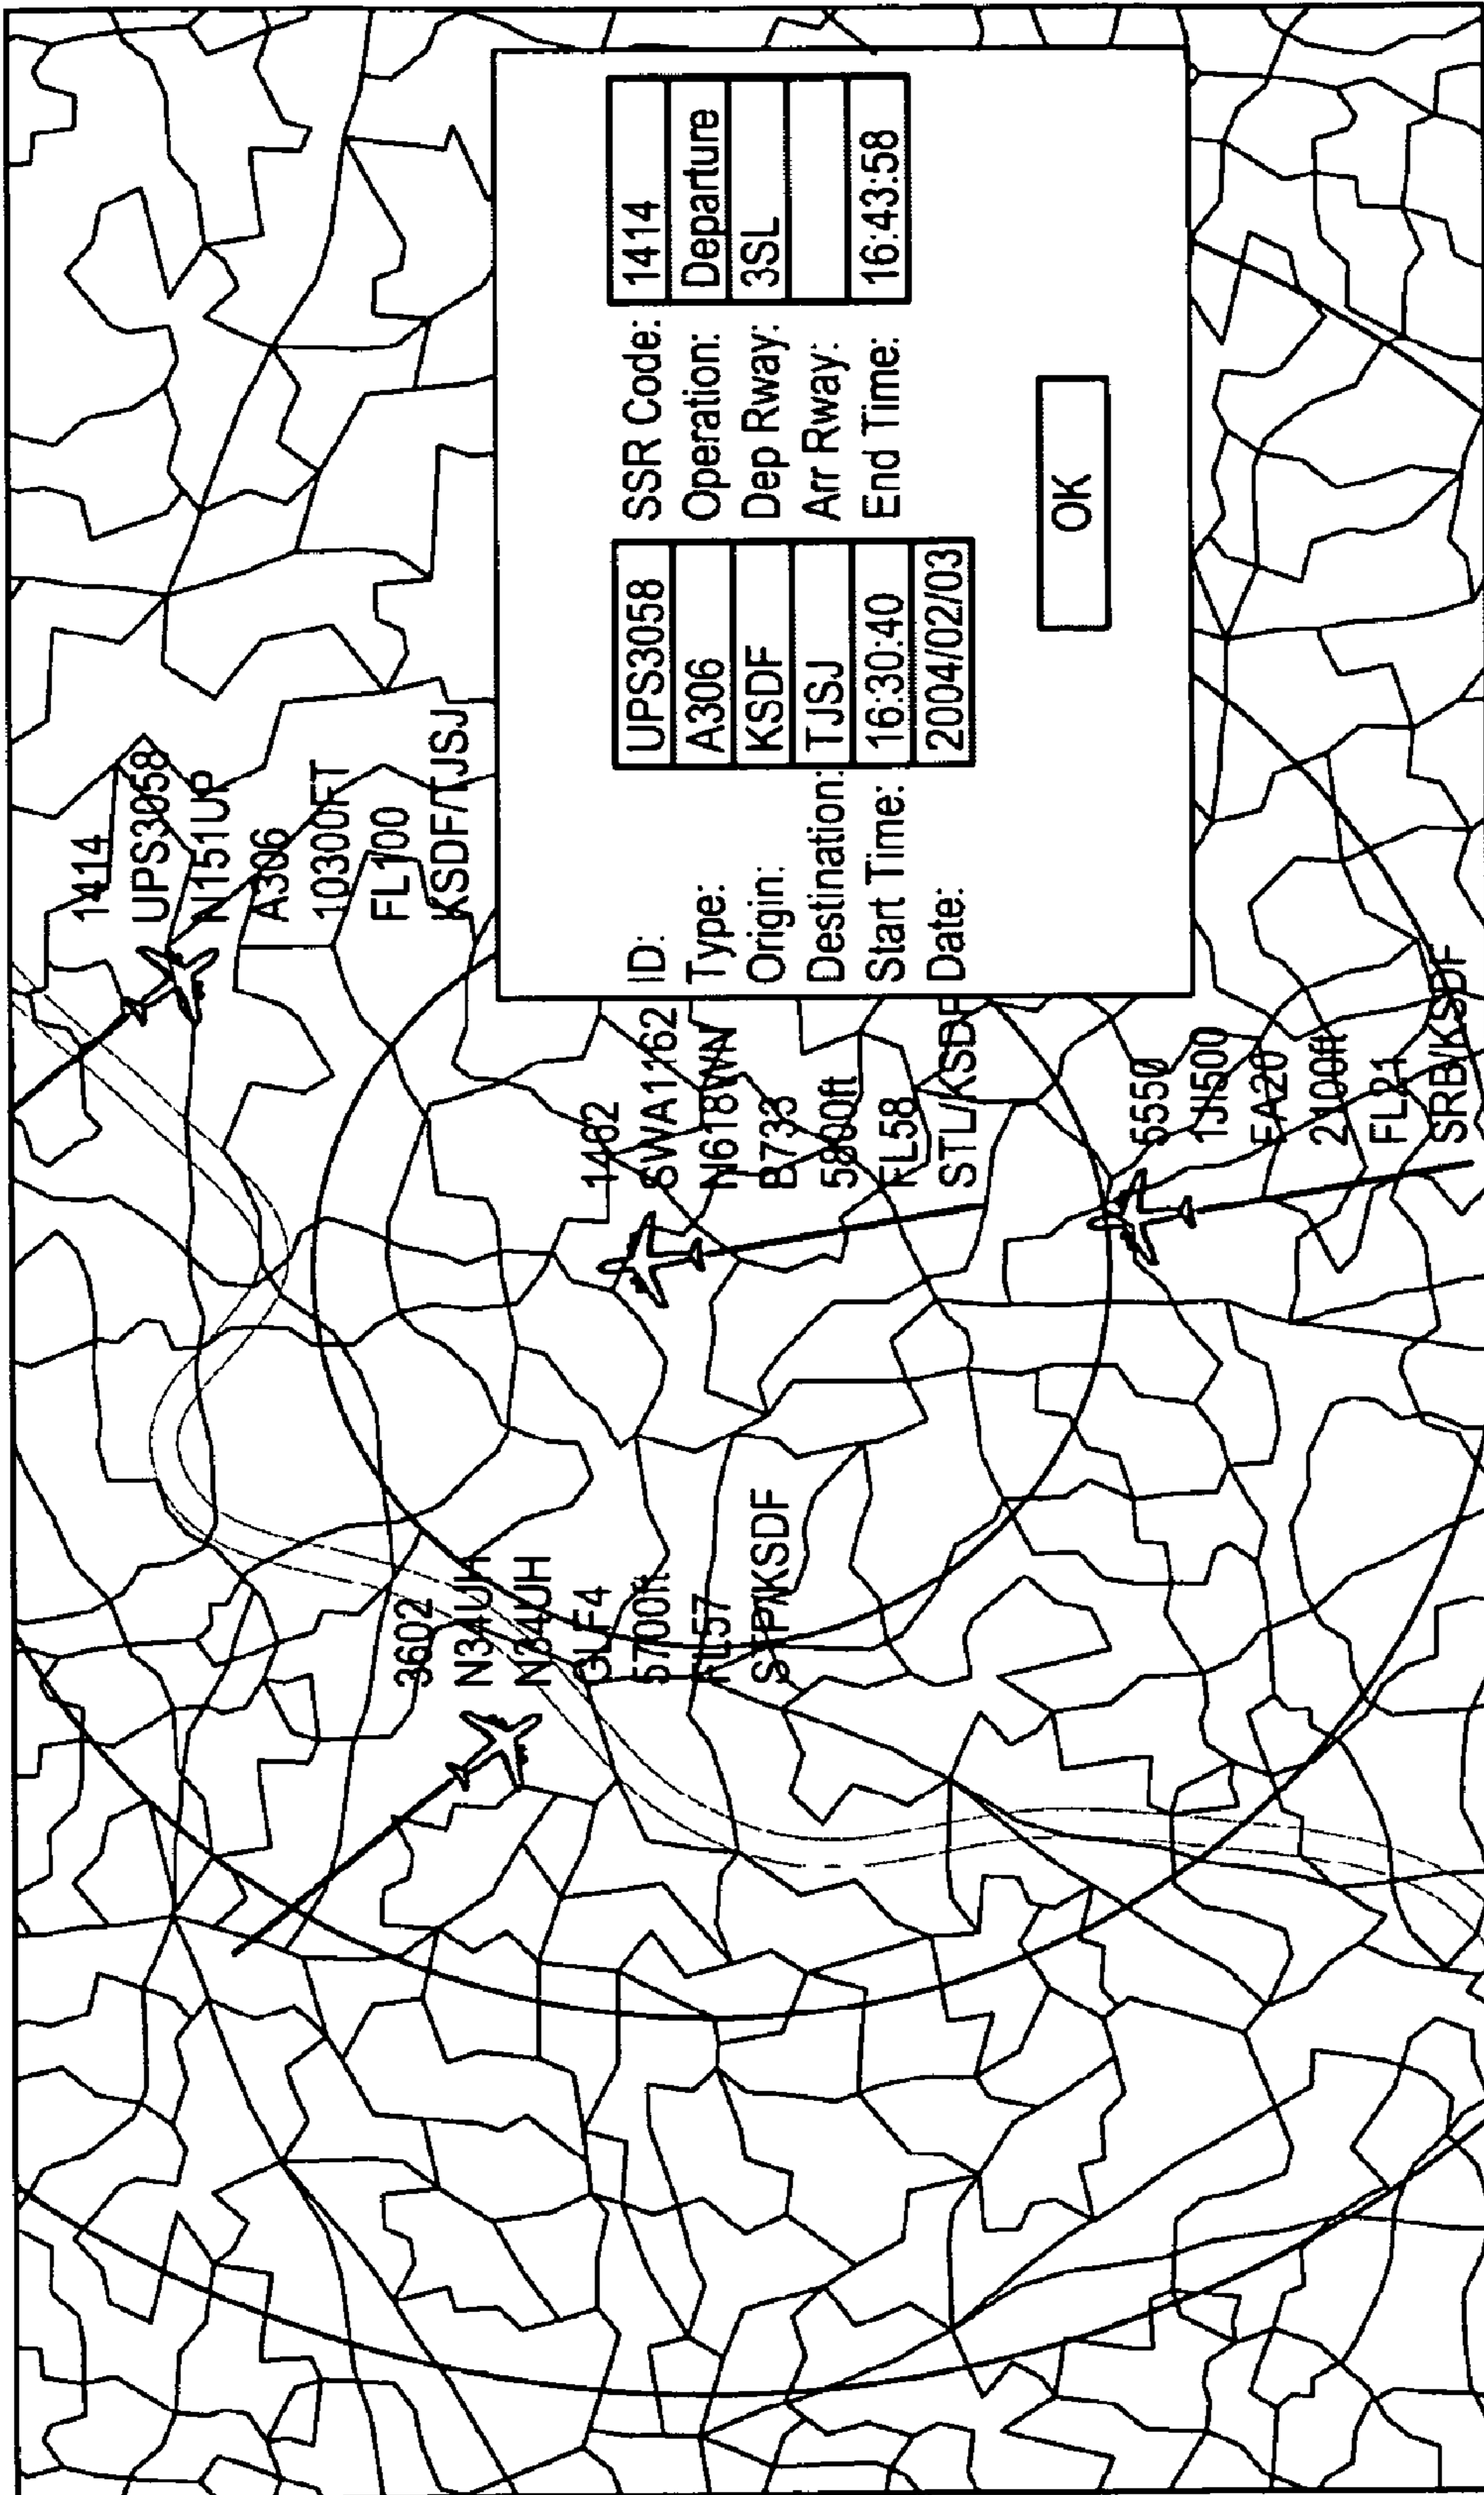 1414
UPS3058
N151UP
A306
10300FT
FL100
KSDF/TJSJ
3602
N34UH
N34UH
GLF4
5700ft
FL57
STP/KSDF
1462
SWA1162
N618WN
B733
5800ft
FL58
STL/KSDF
ID: UPS3058 SSR Code: 1414
Type: A306 Operation: Departure
Origin: KSDF Dep Rway: 3SL
Destination: TJSJ Arr Rway:
Start Time: 16:30:40 End Time: 16:43:58
Date: 2004/02/03
OK
5550
1JI500
2100ft
SRB/KSDF